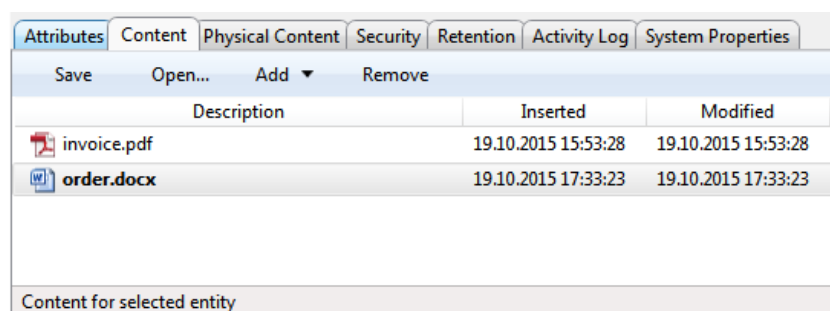 Attributes Content Physical Content Security Retention Activity Log System Properties
Save Open... Add Remove
Description Inserted Modified
invoice.pdf 19.10.2015 15:53:28 19.10.2015 15:53:28
order.docx 19.10.2015 17:33:23 19.10.2015 17:33:23
Content for selected entity